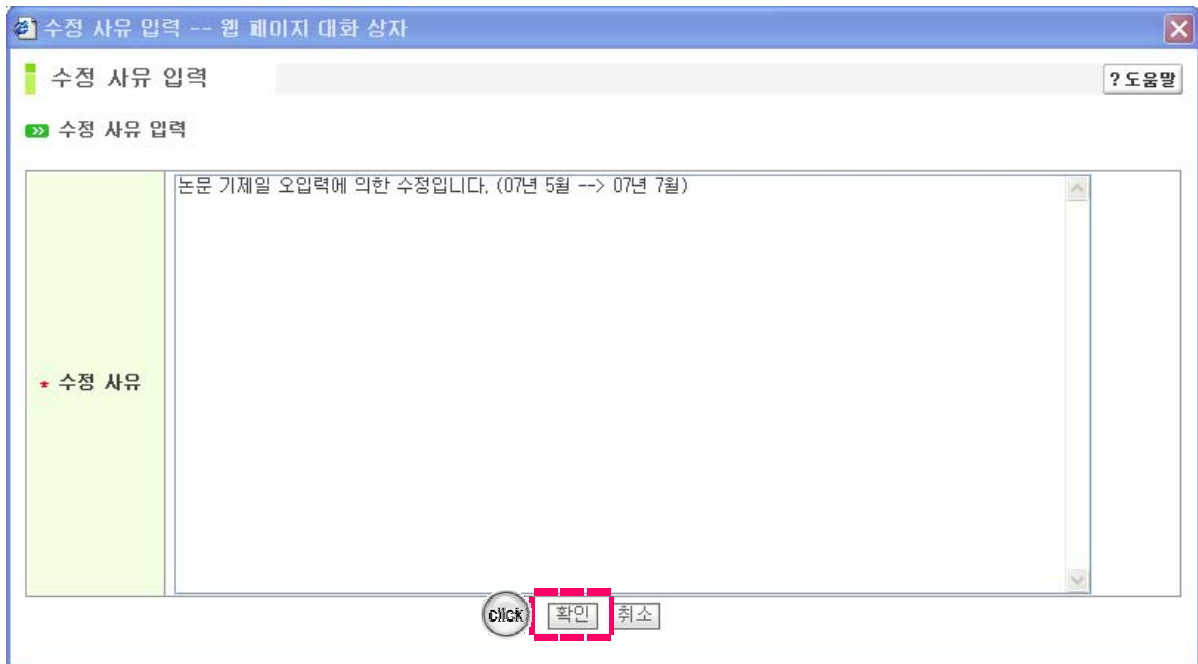 수정 사유 입력 -- 웹 페이지 대화 상자
수정 사유 입력
?도움말
수정 사유 입력
논문 기제일 오입력에 의한 수정입니다. (07년 5월 --> 07년 7월)
* 수정 사유
click 확인 취소